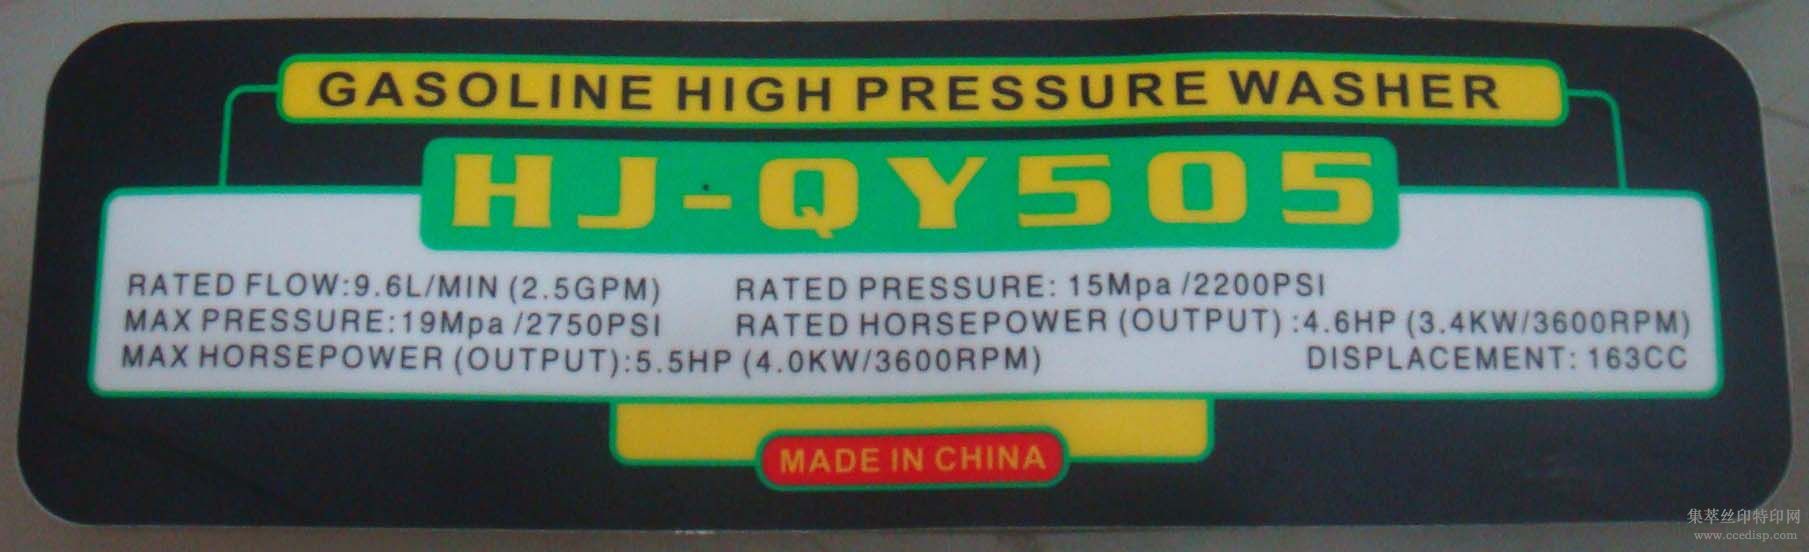 GASOLINE HIGH PRESSURE WASHER
HJ-QY505
RATED FLOW:9.6L/MIN (2.5GPM) RATED PRESSURE: 15Mpa /2200PSI
MAX PRESSURE:19Mpa /2750PSI RATED HORSEPOWER (OUTPUT) :4.6HP (3.4KW/3600RPM)
MAX HORSEPOWER (OUTPUT):5.5HP (4.0KW/3600RPM) DISPLACEMENT: 163CC
MADE IN CHINA
集萃丝印特印网
www.ccedisp.com